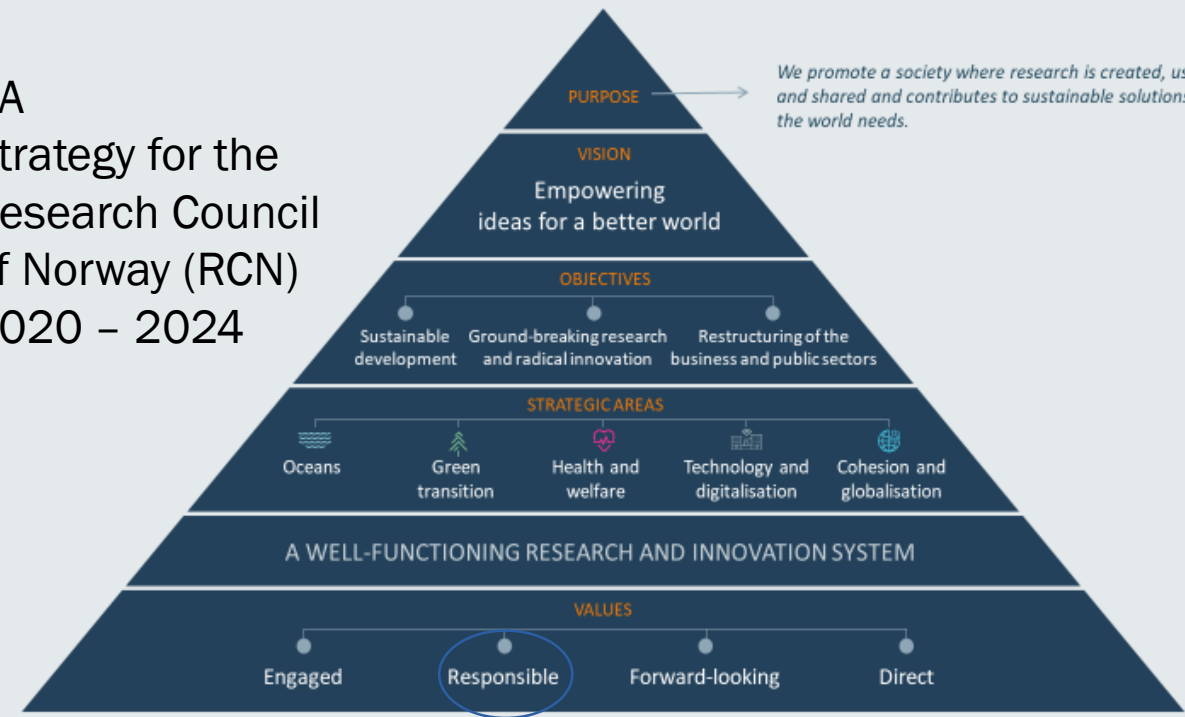 A
trategy for the
esearch Council
f Norway (RCN)
020 – 2024
PURPOSE
We promote a society where research is created, us
and shared and contributes to sustainable solutions
the world needs.
VISION
Empowering
ideas for a better world
OBJECTIVES
Sustainable
development
Ground-breaking research
and radical innovation
Restructuring of the
business and public sectors
STRATEGIC AREAS
Oceans
Green
transition
Health and
welfare
Technology and
digitalisation
Cohesion and
globalisation
A WELL-FUNCTIONING RESEARCH AND INNOVATION SYSTEM
VALUES
Engaged
Responsible
Forward-looking
Direct